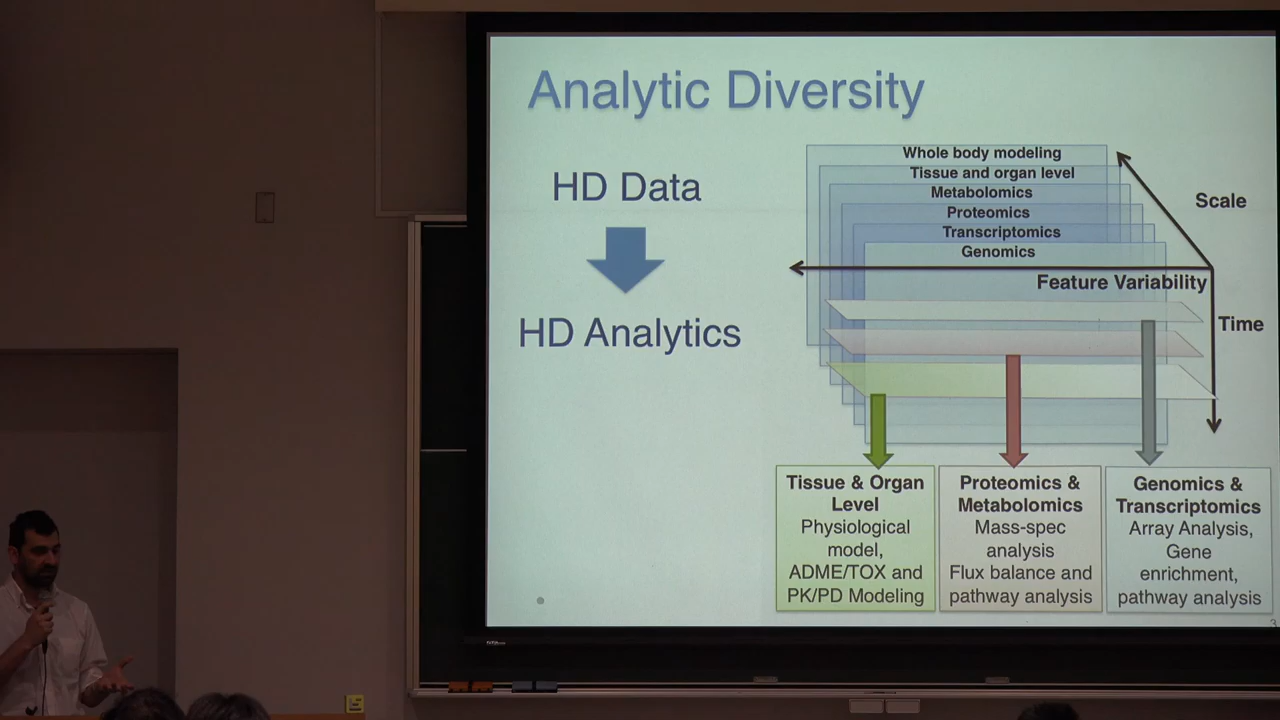 Analytic Diversity
HD Data
HD Analytics
Whole body modeling
Tissue and organ level
Metabolomics
Proteomics
Transcriptomics
Genomics
Scale
Feature Variability
Time
Tissue & Organ
Level
Physiological
model,
ADME/TOX and
PK/PD Modeling
Proteomics &
Metabolomics
Mass-spec
analysis
Flux balance and
pathway analysis
Genomics &
Transcriptomics
Array Analysis,
Gene
enrichment,
pathway analysis
3